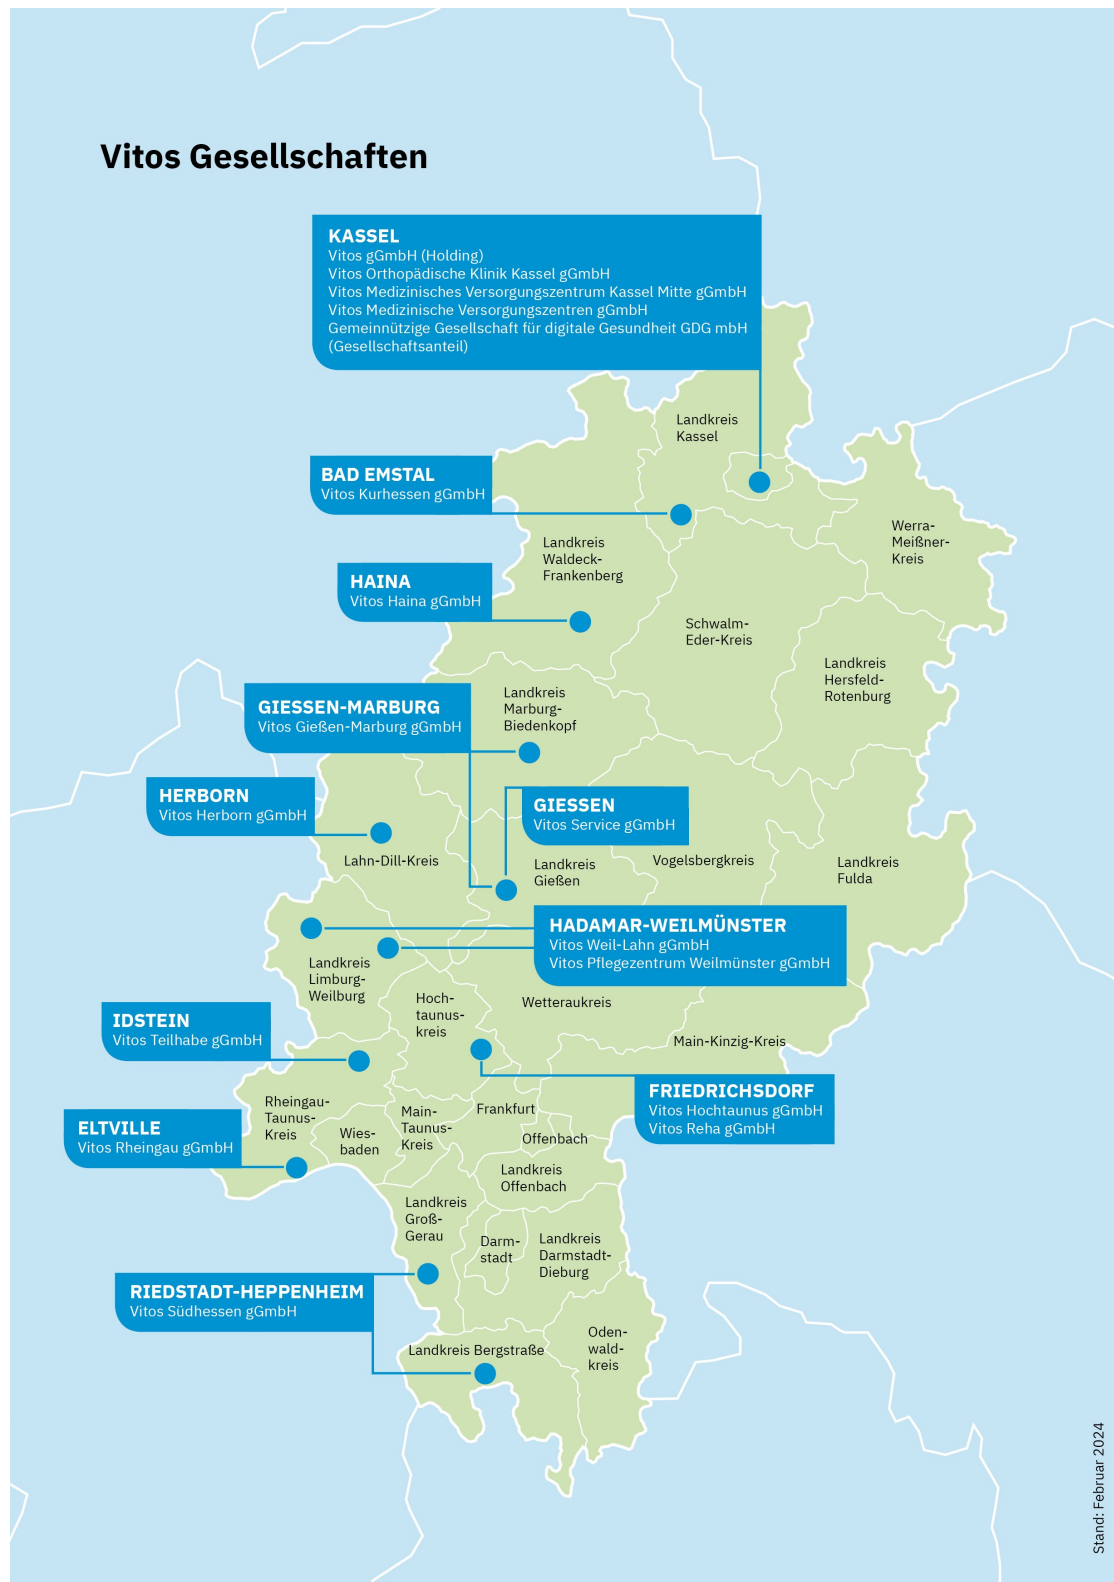 Vitos Gesellschaften
KASSEL
Vitos gGmbH (Holding)
Vitos Orthopädische Klinik Kassel gGmbH
Vitos Medizinisches Versorgungszentrum Kassel Mitte gGmbH
Vitos Medizinische Versorgungszentren gGmbH
Gemeinnützige Gesellschaft für digitale Gesundheit GDG mbH
(Gesellschaftsanteil)
Landkreis
Kassel
BAD EMSTAL
Vitos Kurhessen gGmbH
Werra-
Meißner-
Kreis
Landkreis
Waldeck-
Frankenberg
HAINA
Vitos Haina gGmbH
Schwalm-
Eder-Kreis
Landkreis
Hersfeld-
Rotenburg
GIESSEN-MARBURG
Vitos Gießen-Marburg gGmbH
Landkreis
Marburg-
Biedenkopf
HERBORN
Vitos Herborn gGmbH
GIESSEN
Vitos Service gGmbH
Lahn-Dill-Kreis
Landkreis
Gießen
Vogelsbergkreis
Landkreis
Fulda
HADAMAR-WEILMÜNSTER
Vitos Weil-Lahn gGmbH
Vitos Pflegezentrum Weilmünster gGmbH
Landkreis
Limburg-
Weilburg
Hoch-
taunus-
kreis
Wetteraukreis
IDSTEIN
Vitos Teilhabe gGmbH
Main-Kinzig-Kreis
FRIEDRICHSDORF
Vitos Hochtaunus gGmbH
Vitos Reha gGmbH
Rheingau-
Taunus-
Kreis
Main-
Taunus-
Kreis
Frankfurt
ELTVILLE
Vitos Rheingau gGmbH
Wies-
baden
Offenbach
Landkreis
Offenbach
Landkreis
Groß-
Gerau
Darm-
stadt
Landkreis
Darmstadt-
Dieburg
RIEDSTADT-HEPPENHEIM
Vitos Südhessen gGmbH
Landkreis Bergstraße
Oden-
wald-
kreis
Stand: Februar 2024